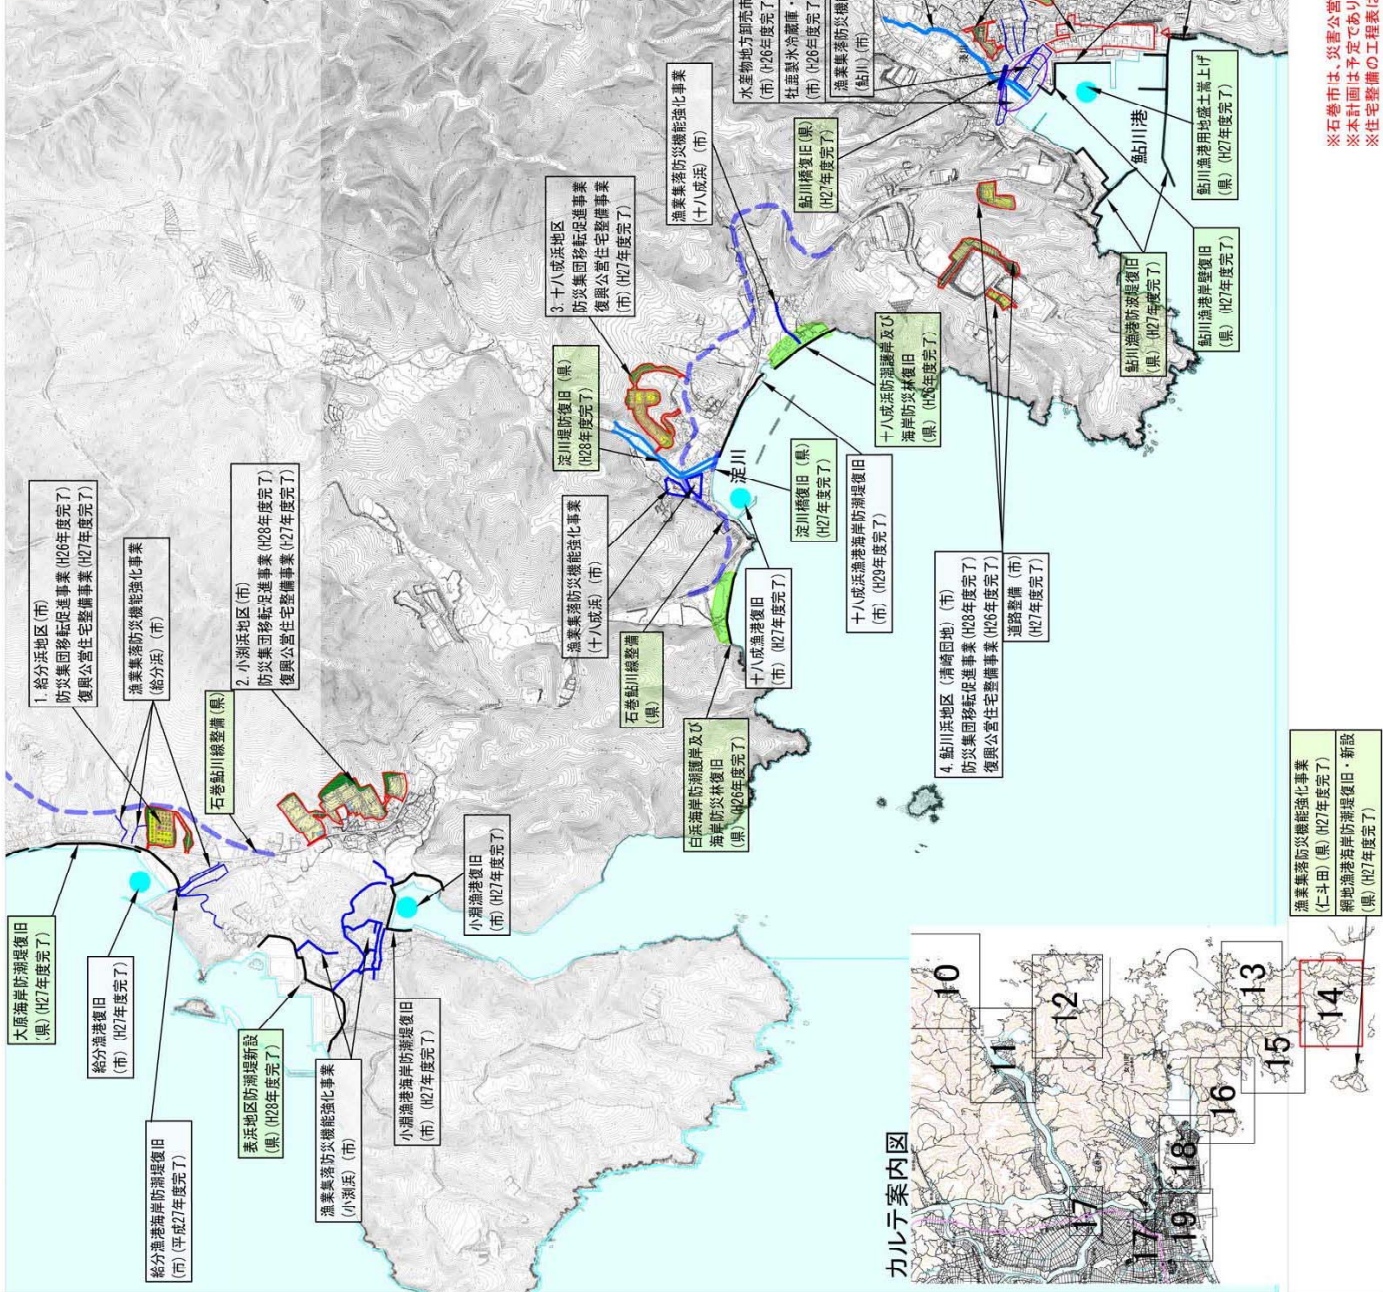 大原海岸防潮堤復旧
(県)(H27年度完了)
給分漁港復旧
(市)(H27年度完了)
給分漁港海岸防潮堤復旧
(市)(平成27年度完了)
1. 給分浜地区(市)
防災集団移転促進事業(H26年度完了)
復興公営住宅整備事業(H27年度完了)
漁業集落防災機能強化事業
(給分浜)(市)
石巻鮎川線整備(県)
2. 小渕浜地区(市)
防災集団移転促進事業(H28年度完了)
復興公営住宅整備事業(H27年度完了)
表浜地区防潮堤新設
(県)(H28年度完了)
漁業集落防災機能強化事業
(小渕浜)(市)
小淵漁港海岸防潮堤復旧
(市)(H27年度完了)
小淵漁港復旧
(市)(H27年度完了)
3. 十八成浜地区
防災集団移転促進事業
復興公営住宅整備事業
(市)(H27年度完了)
淀川堤防復旧(県)
(H28年度完了)
漁業集落防災機能強化事業
(十八成浜)(市)
石巻鮎川線整備
(県)
白浜海岸防潮護岸及び
海岸防災林復旧
(県)(H26年度完了)
十八成漁港復旧
(市)(H27年度完了)
淀川
淀川橋復旧(県)
(H27年度完了)
十八成浜漁港海岸防潮堤復旧
(市)(H29年度完了)
十八成浜防潮護岸及び
海岸防災林復旧
(県)(H26年度完了)
漁業集落防災機能強化事業
(十八成浜)(市)
水産物地方卸売市
(市)(H26年度完了
牡鹿製氷冷蔵庫・
(市)(H26年度完了
漁業集落防災機
(鮎川)(市)
鮎川橋復旧(県)
(H27年度完了)
4. 鮎川浜地区(清崎団地)(市)
防災集団移転促進事業(H28年度完了)
復興公営住宅整備事業(H26年度完了)
道路整備(市)
(H27年度完了)
鮎川港
鮎川漁港防波堤復旧
(県)(H27年度完了)
鮎川漁港岸壁復旧
(県)(H27年度完了)
鮎川漁港用地盛土嵩上げ
(県)(H27年度完了)
漁業集落防災機能強化事業
(仁斗田)(県)(H27年度完了)
網地漁港海岸防潮堤復旧・新設
(県)(H27年度完了)
カルテ案内図
10
11
12
13
14
15
16
17
17
18
19
※石巻市は、災害公営
※本計画は予定であり
※住宅整備の工程表は